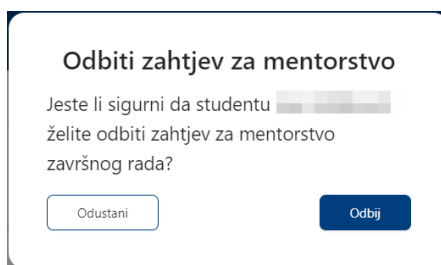 Odbiti zahtjev za mentorstvo
Jeste li sigurni da studentu
želite odbiti zahtjev za mentorstvo
završnog rada?
Odustani
Odbij